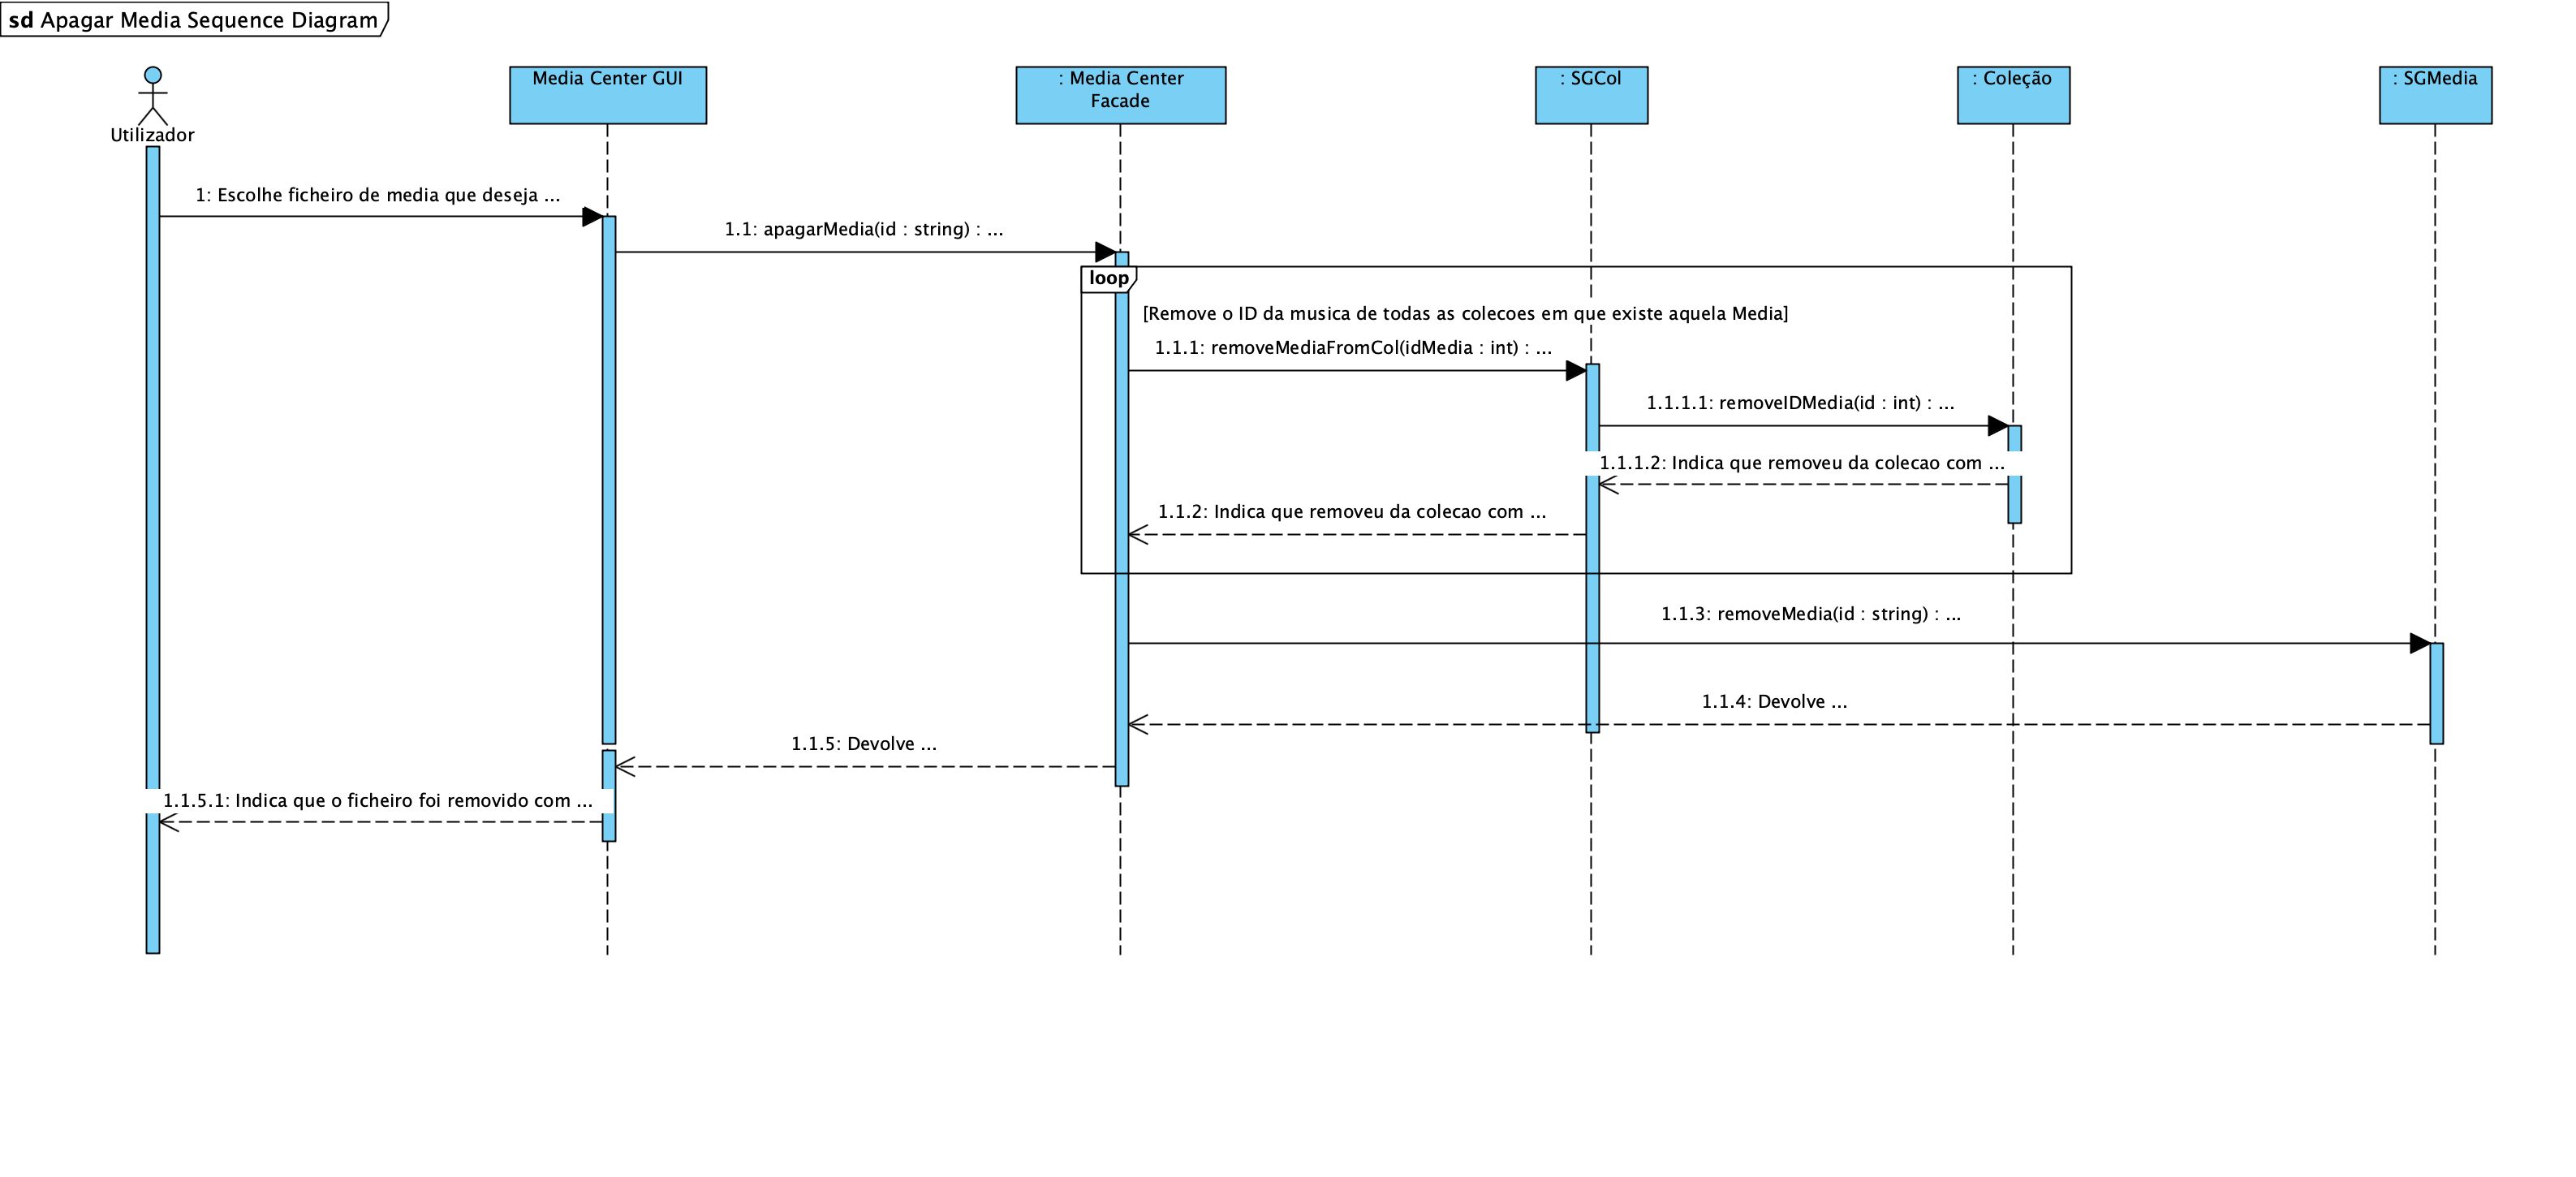 sd Apagar Media Sequence Diagram
Utilizador
Media Center GUI
: Media Center
Facade
: SGCol
: Coleção
: SGMedia
1: Escolhe ficheiro de media que deseja ...
1.1: apagarMedia(id : string) : ...
loop
[Remove o ID da musica de todas as colecoes em que existe aquela Media]
1.1.1: removeMediaFromCol(idMedia : int) : ...
1.1.1.1: removeIDMedia(id : int) : ...
1.1.1.2: Indica que removeu da colecao com ...
1.1.2: Indica que removeu da colecao com ...
1.1.3: removeMedia(id : string) : ...
1.1.4: Devolve ...
1.1.5: Devolve ...
1.1.5.1: Indica que o ficheiro foi removido com ...